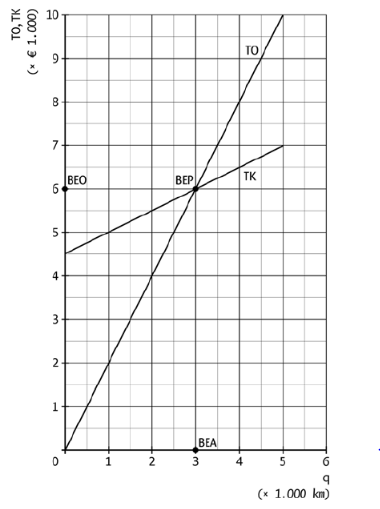 TO,TK
(× € 1.000)
10
9
8
7
6
5
4
3
2
1
0
1 2 3 4 5 6
TO
BEO
BEP
TK
BEA
q
(× 1.000 km)